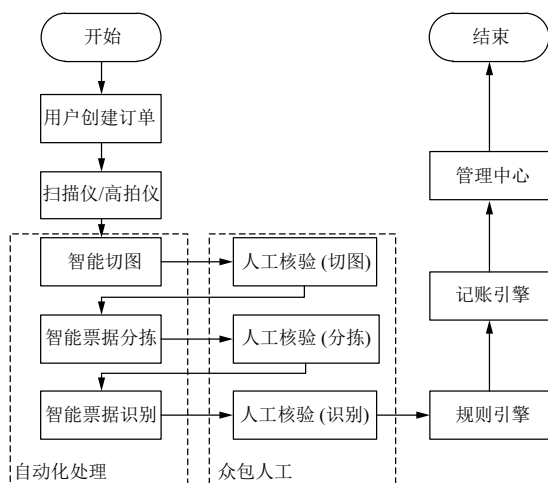 开始
用户创建订单
扫描仪/高拍仪
智能切图
人工核验 (切图)
智能票据分拣
人工核验 (分拣)
智能票据识别
人工核验 (识别)
自动化处理
众包人工
规则引擎
记账引擎
管理中心
结束